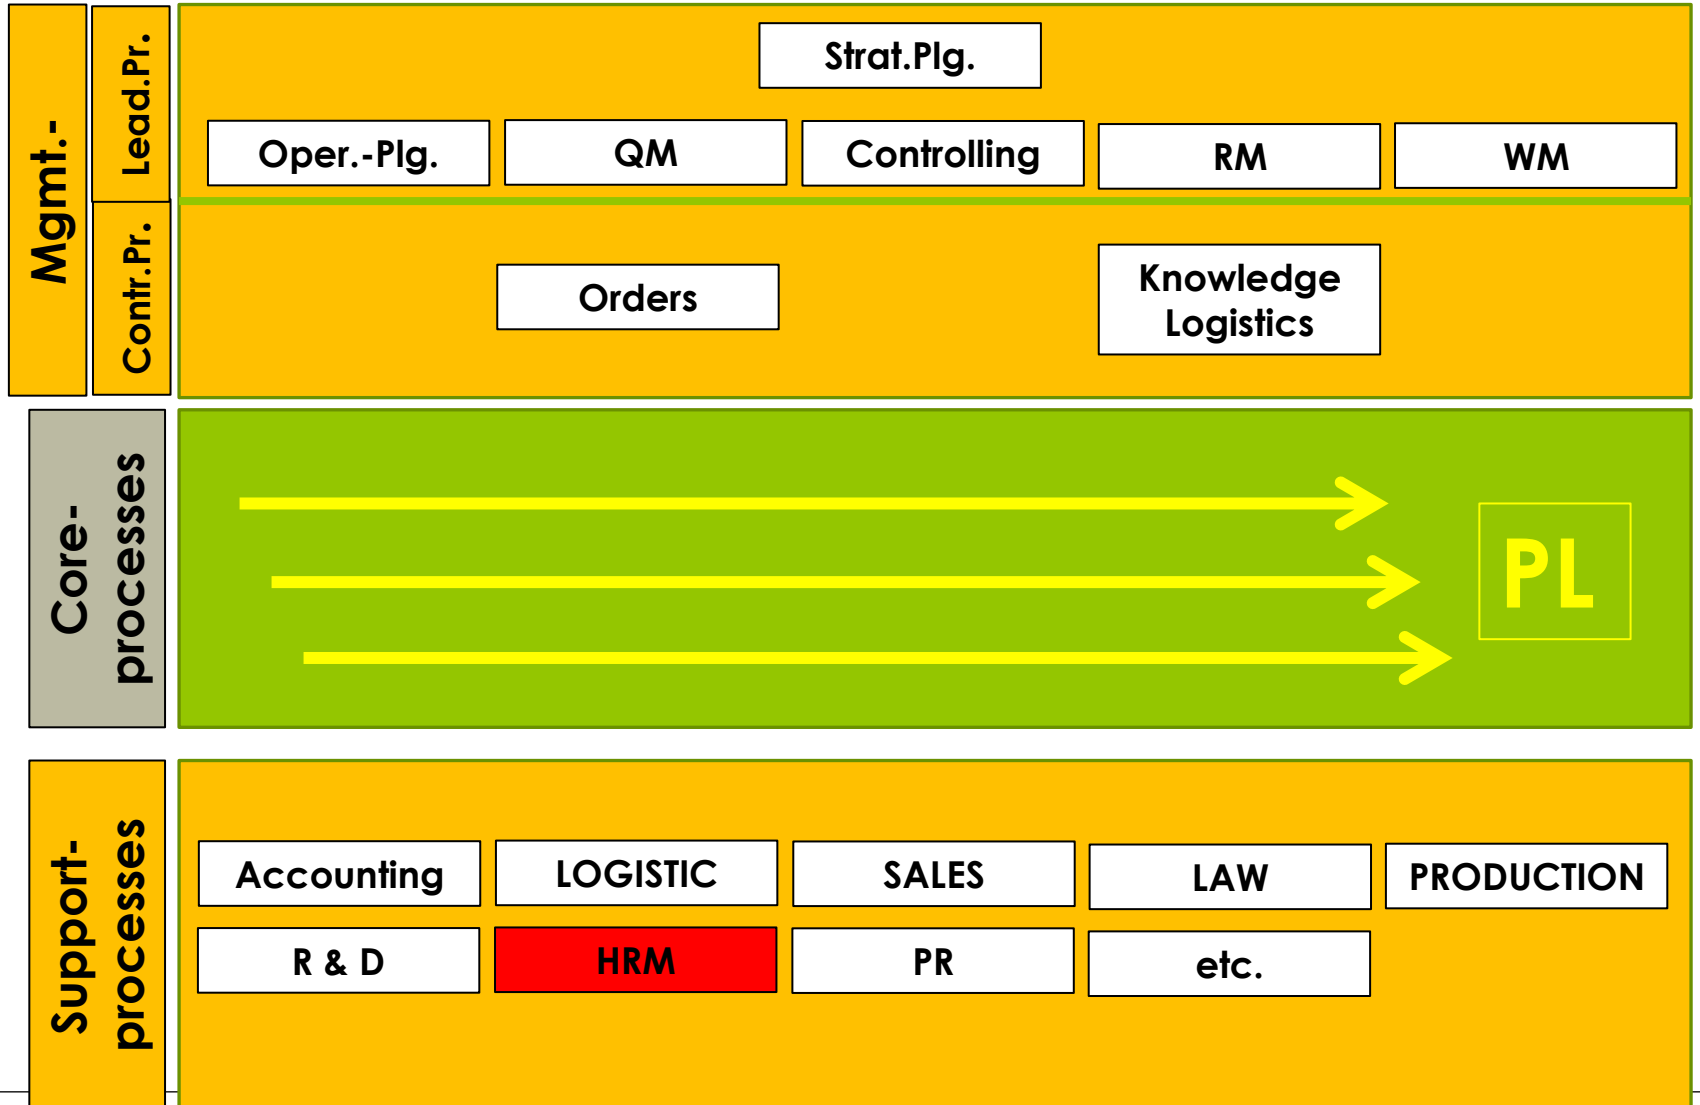 Mgmt.-
Lead.Pr.
Strat.Plg.
Oper.-Plg.
QM
Controlling
RM
WM
Contr.Pr.
Orders
Knowledge
Logistics
Core-
processes
PL
Support-
processes
Accounting
LOGISTIC
SALES
LAW
PRODUCTION
R & D
HRM
PR
etc.